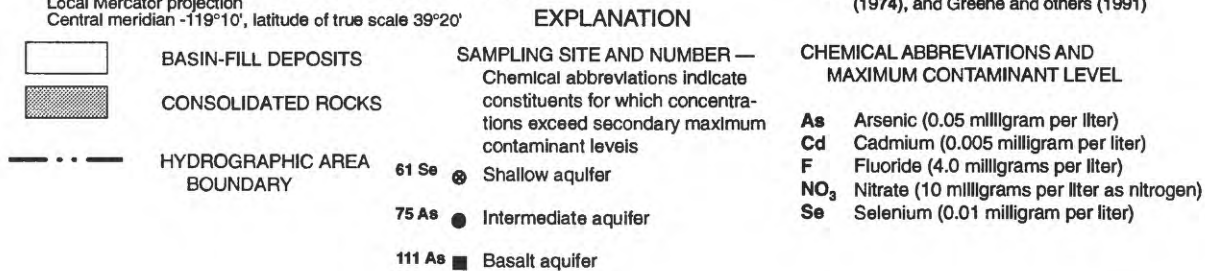 Local Mercator projection
Central meridian -119°10', latitude of true scale 39°20'
(1974), and Greene and others (1991)
EXPLANATION
BASIN-FILL DEPOSITS
CONSOLIDATED ROCKS
HYDROGRAPHIC AREA
BOUNDARY
SAMPLING SITE AND NUMBER —
Chemical abbreviations indicate
constituents for which concentra-
tions exceed secondary maximum
contaminant levels
61 Se Shallow aquifer
75 As Intermediate aquifer
111 As Basalt aquifer
CHEMICAL ABBREVIATIONS AND
MAXIMUM CONTAMINANT LEVEL
As Arsenic (0.05 milligram per liter)
Cd Cadmium (0.005 milligram per liter)
F Fluoride (4.0 milligrams per liter)
NO₃ Nitrate (10 milligrams per liter as nitrogen)
Se Selenium (0.01 milligram per liter)